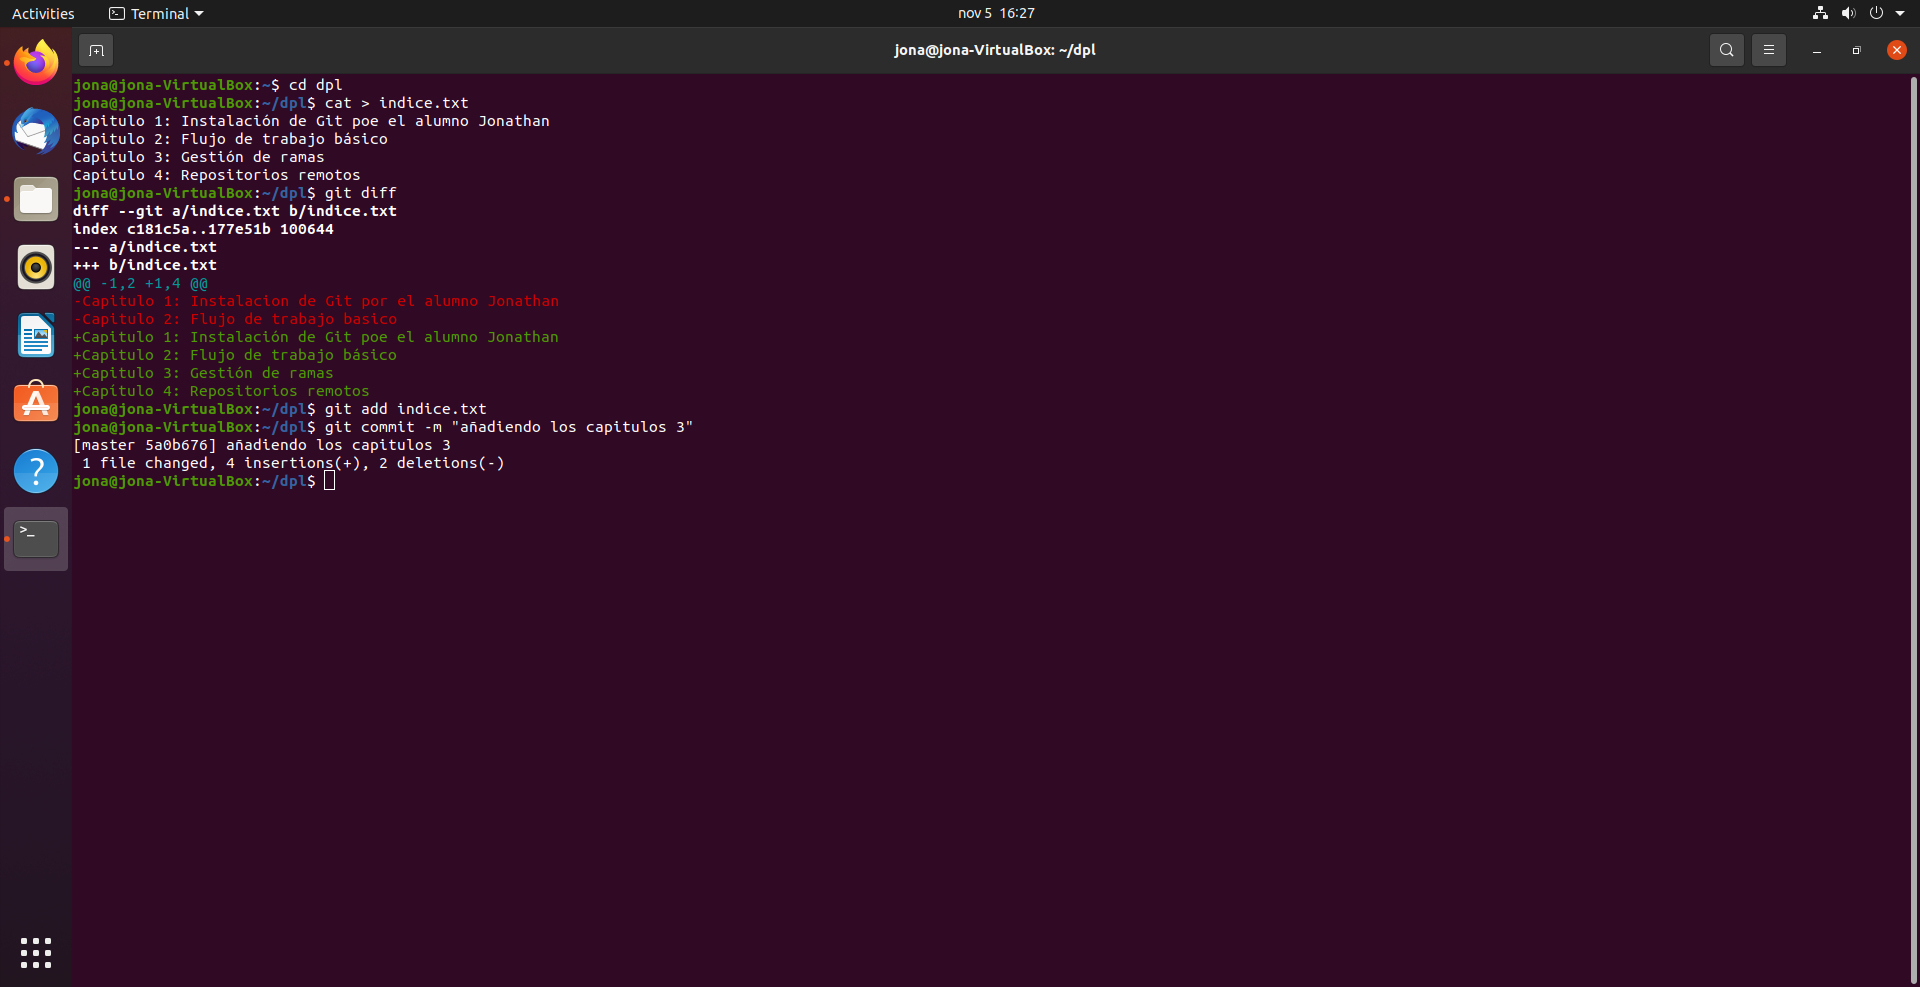 Activities
Terminal
nov 5 16:27
jona@jona-VirtualBox: ~/dpl
jona@jona-VirtualBox:~$ cd dpl
jona@jona-VirtualBox:~/dpl$ cat > indice.txt
Capitulo 1: Instalación de Git poe el alumno Jonathan
Capitulo 2: Flujo de trabajo básico
Capitulo 3: Gestión de ramas
Capítulo 4: Repositorios remotos
jona@jona-VirtualBox:~/dpl$ git diff
diff --git a/indice.txt b/indice.txt
index c181c5a..177e51b 100644
--- a/indice.txt
+++ b/indice.txt
@@ -1,2 +1,4 @@
-Capitulo 1: Instalacion de Git por el alumno Jonathan
-Capitulo 2: Flujo de trabajo basico
+Capitulo 1: Instalación de Git poe el alumno Jonathan
+Capitulo 2: Flujo de trabajo básico
+Capitulo 3: Gestión de ramas
+Capítulo 4: Repositorios remotos
jona@jona-VirtualBox:~/dpl$ git add indice.txt
jona@jona-VirtualBox:~/dpl$ git commit -m "añadiendo los capitulos 3"
[master 5a0b676] añadiendo los capitulos 3
 1 file changed, 4 insertions(+), 2 deletions(-)
jona@jona-VirtualBox:~/dpl$